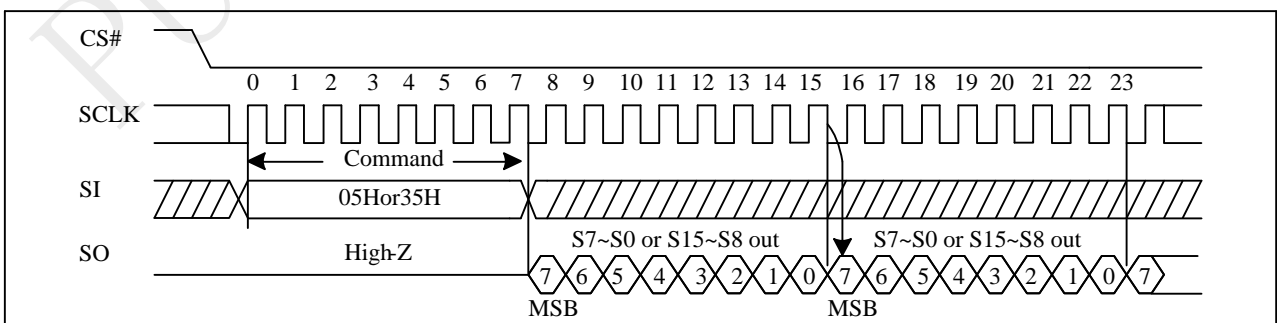 CS#
0 1 2 3 4 5 6 7 8 9 10 11 12 13 14 15 16 17 18 19 20 21 22 23
SCLK
Command
SI
05Hor35H
SO
High-Z
S7~S0 or S15~S8 out
S7~S0 or S15~S8 out
7 6 5 4 3 2 1 0 7 6 5 4 3 2 1 0 7
MSB
MSB